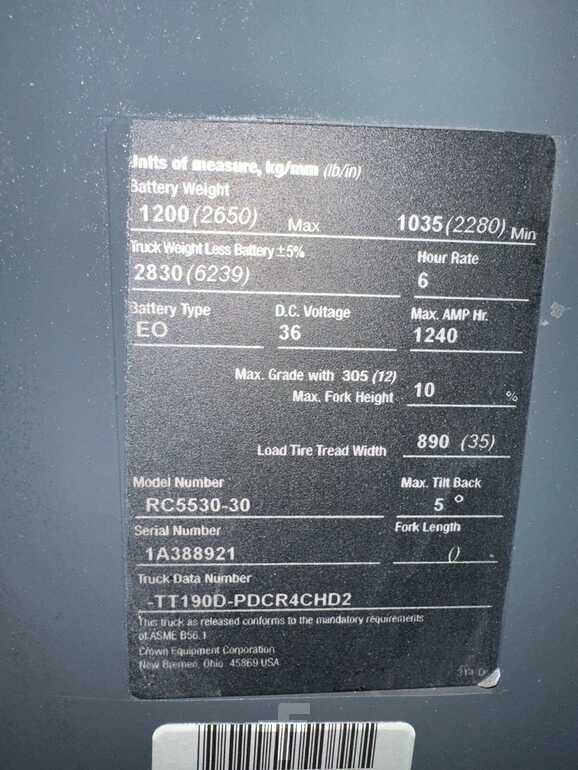 Units of measure, kg/mm (lb/in)
Battery Weight
1200 (2650) Max 1035 (2280) Min
Truck Weight Less Battery ±5% Hour Rate
2830 (6239) 6
Battery Type D.C. Voltage Max. AMP Hr.
EO 36 1240
Max. Grade with 305 (12)
Max. Fork Height 10 %
Load Tire Tread Width 890 (35)
Model Number Max. Tilt Back
RC5530-30 5 °
Serial Number Fork Length
1A388921 ()
Truck Data Number
-TT190D-PDCR4CHD2
This truck as released conforms to the mandatory requirements
of ASME B56.1
Crown Equipment Corporation
New Bremen, Ohio 45869 USA